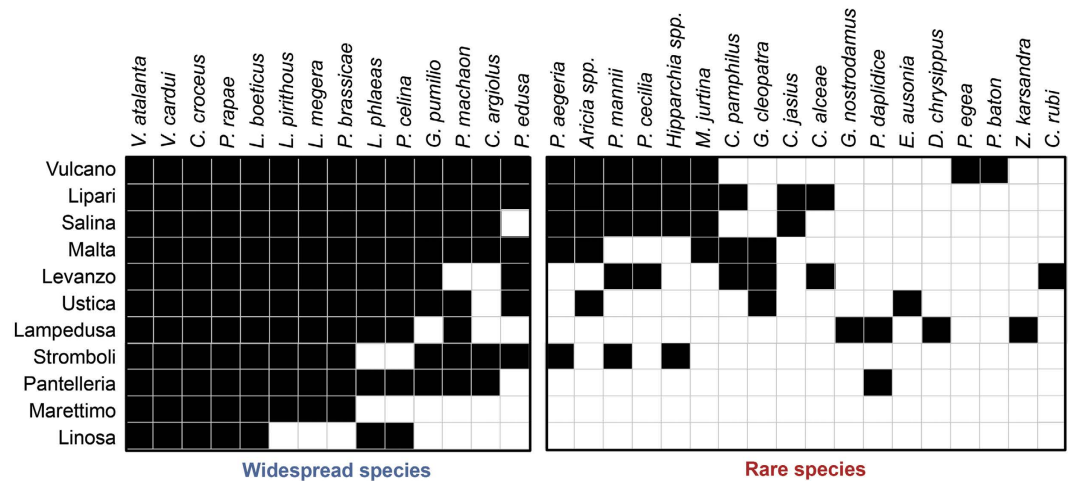 V. atalanta
V. cardui
C. croceus
P. rapae
L. boeticus
L. pirithous
L. megera
P. brassicae
L. phlaeas
P. celina
G. pumilio
P. machaon
C. argiolus
P. edusa
P. aegeria
Aricia spp.
P. mannii
P. cecilia
Hipparchia spp.
M. jurtina
C. pamphilus
G. cleopatra
C. jasius
C. alceae
G. nostrodamus
P. daplidice
E. ausonia
D. chrysippus
P. egea
P. baton
Z. karsandra
C. rubi
Vulcano
Lipari
Salina
Malta
Levanzo
Ustica
Lampedusa
Stromboli
Pantelleria
Marettimo
Linosa
Widespread species
Rare species